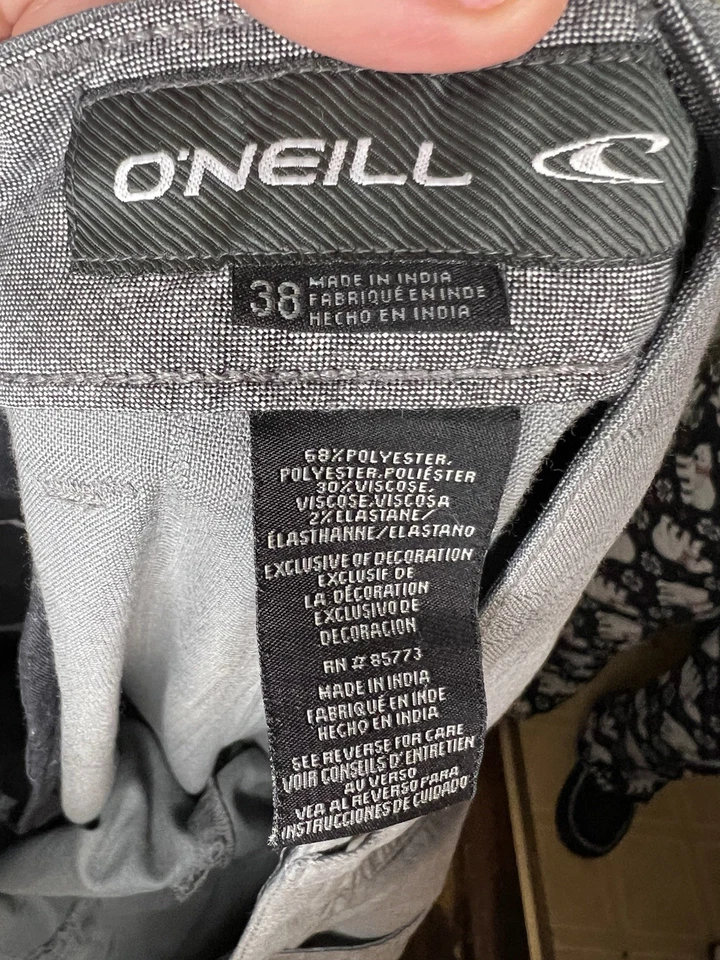 O'NEILL
38
MADE IN INDIA
FABRIQUÉ EN INDE
HECHO EN INDIA
68%POLYESTER,
POLYESTER,POLIÉSTER
30%VISCOSE,
VISCOSE,VISCOSA
2%ELASTANE/
ÉLASTHANNE/ELASTANO
EXCLUSIVE OF DECORATION
EXCLUSIF DE
LA DÉCORATION
EXCLUSIVO DE
DECORACION
RN # 85773
MADE IN INDIA
FABRIQUÉ EN INDE
HECHO EN INDIA
SEE REVERSE FOR CARE
VOIR CONSEILS D'ENTRETIEN
AU VERSO
VEA AL REVERSO PARA
INSTRUCCIONES DE CUIDADO